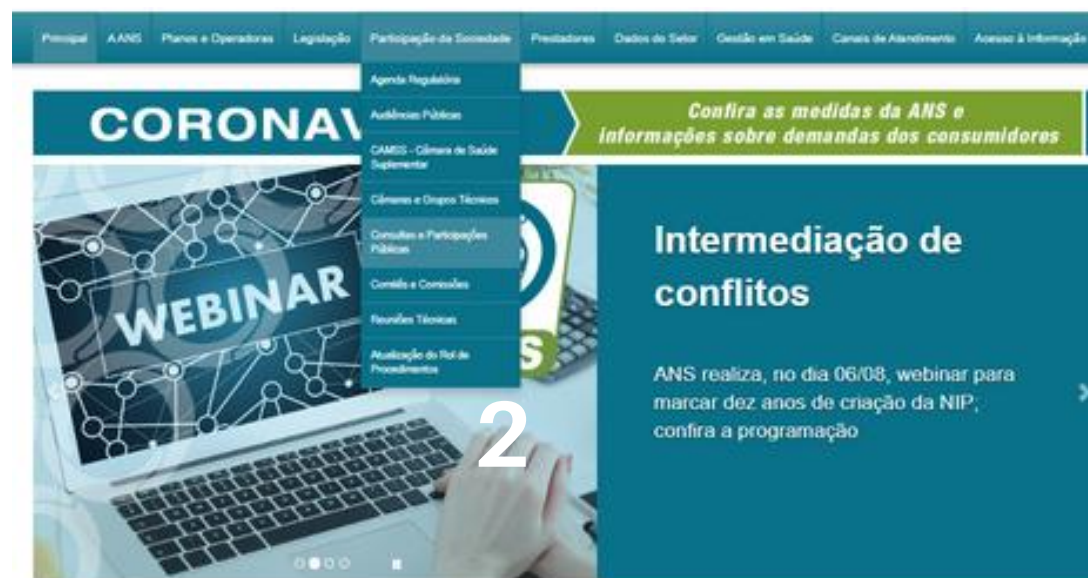 Principal A ANS Planos e Operadoras Legislação Participação da Sociedade Prestadores Dados do Setor Gestão em Saúde Canais de Atendimento Acesso à Informação
Agenda Regulatória
Audiências Públicas
CAMSS - Câmara de Saúde
Suplementar
Câmaras e Grupos Técnicos
Consultas e Participações
Públicas
Comitês e Comissões
Reuniões Técnicas
Atualização do Rol de
Procedimentos
CORONAV
Confira as medidas da ANS e
informações sobre demandas dos consumidores
WEBINAR
S
2
Intermediação de
conflitos
ANS realiza, no dia 06/08, webinar para
marcar dez anos de criação da NIP;
confira a programação